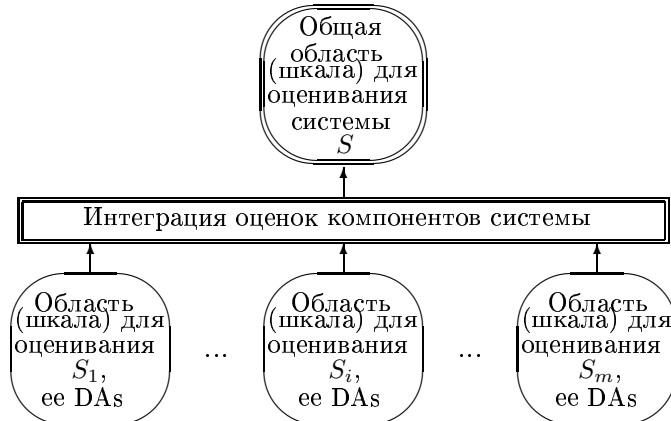 Общая
область
(шкала) для
оценивания
системы
S
Интеграция оценок компонентов системы
Область
(шкала) для
оценивания
S₁,
ее DAs
...
Область
(шкала) для
оценивания
Sᵢ,
ее DAs
...
Область
(шкала) для
оценивания
Sₘ,
ее DAs